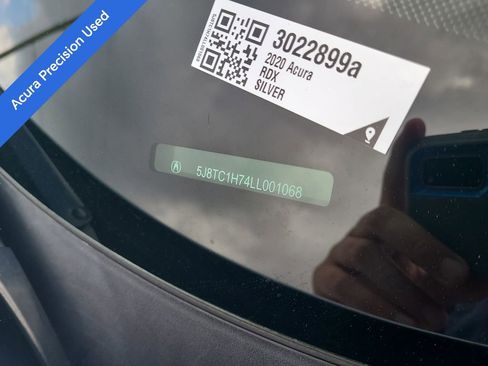 Acura Precision Used
3022899a
2020 Acura
RDX
SILVER
5J8TC1H74LL001068